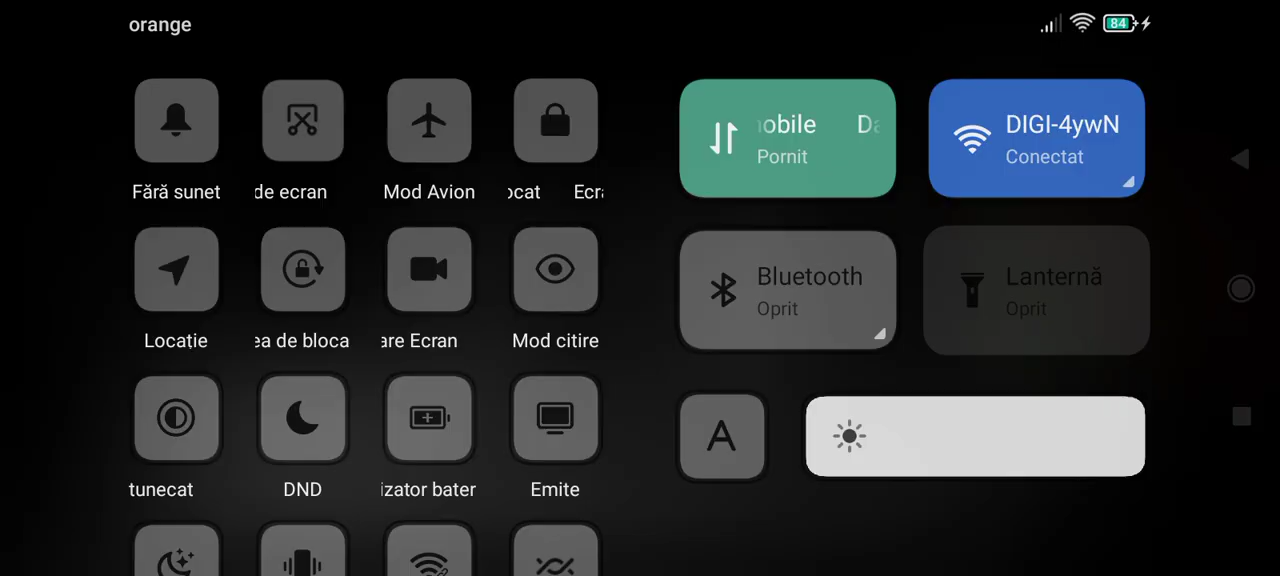 orange
84
Fără sunet
de ecran
Mod Avion
ocat Ecra
obile Da
Pornit
DIGI-4ywN
Conectat
Locație
ea de bloca
are Ecran
Mod citire
Bluetooth
Oprit
Lanternă
Oprit
tunecat
DND
izator bater
Emite
A